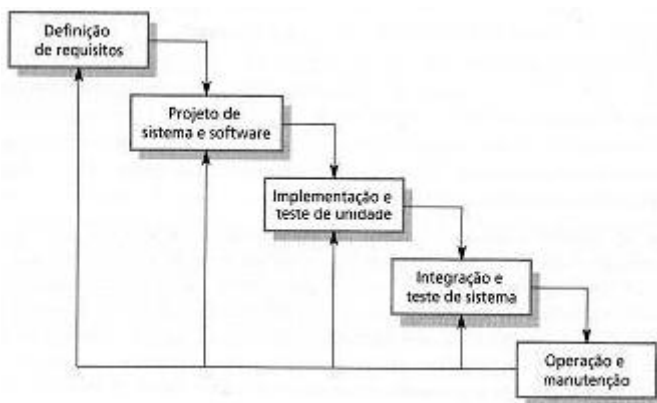 Definição
de requisitos
Projeto de
sistema e software
Implementação e
teste de unidade
Integração e
teste de sistema
Operação e
manutenção